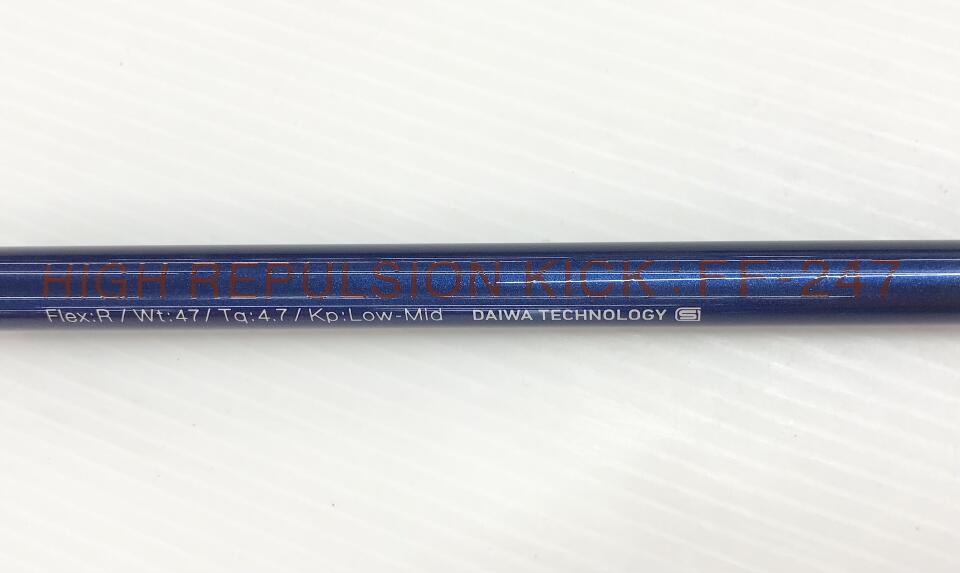 HIGH REPULSION KICK: FF-247
Flex:R / Wt:47 / Tq:4.7 / Kp:Low-Mid DAIWA TECHNOLOGY